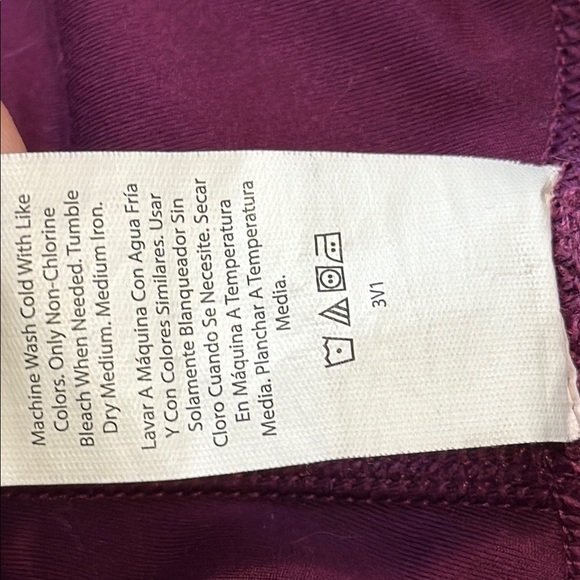 Machine Wash Cold With Like
Colors. Only Non-Chlorine
Bleach When Needed. Tumble
Dry Medium. Medium Iron.
Lavar A Máquina Con Agua Fría
Y Con Colores Similares. Usar
Solamente Blanqueador Sin
Cloro Cuando Se Necesite. Secar
En Máquina A Temperatura
Media. Planchar A Temperatura
Media.
3V1